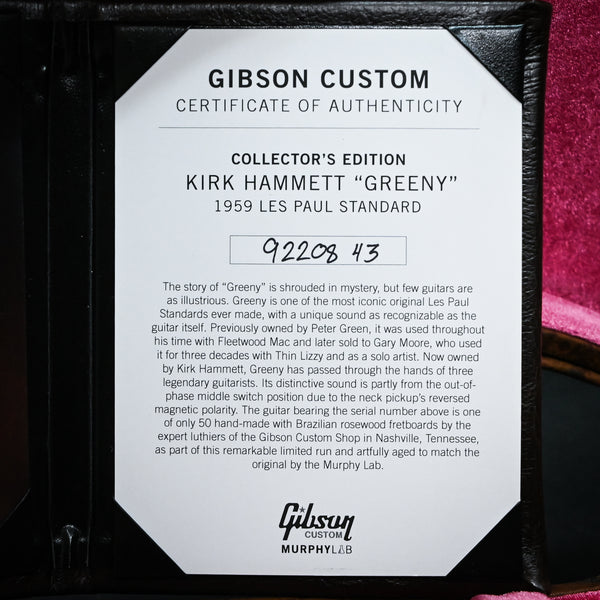 GIBSON CUSTOM
CERTIFICATE OF AUTHENTICITY
COLLECTOR'S EDITION
KIRK HAMMETT "GREENY"
1959 LES PAUL STANDARD
92208 43
The story of "Greeny" is shrouded in mystery, but few guitars are
as illustrious. Greeny is one of the most iconic original Les Paul
Standards ever made, with a unique sound as recognizable as the
guitar itself. Previously owned by Peter Green, it was used throughout
his time with Fleetwood Mac and later sold to Gary Moore, who used
it for three decades with Thin Lizzy and as a solo artist. Now owned
by Kirk Hammett, Greeny has passed through the hands of three
legendary guitarists. Its distinctive sound is partly from the out-of-
phase middle switch position due to the neck pickup's reversed
magnetic polarity. The guitar bearing the serial number above is one
of only 50 hand-made with Brazilian rosewood fretboards by the
expert luthiers of the Gibson Custom Shop in Nashville, Tennessee,
as part of this remarkable limited run and artfully aged to match the
original by the Murphy Lab.
Gibson
CUSTOM
MURPHYLAB